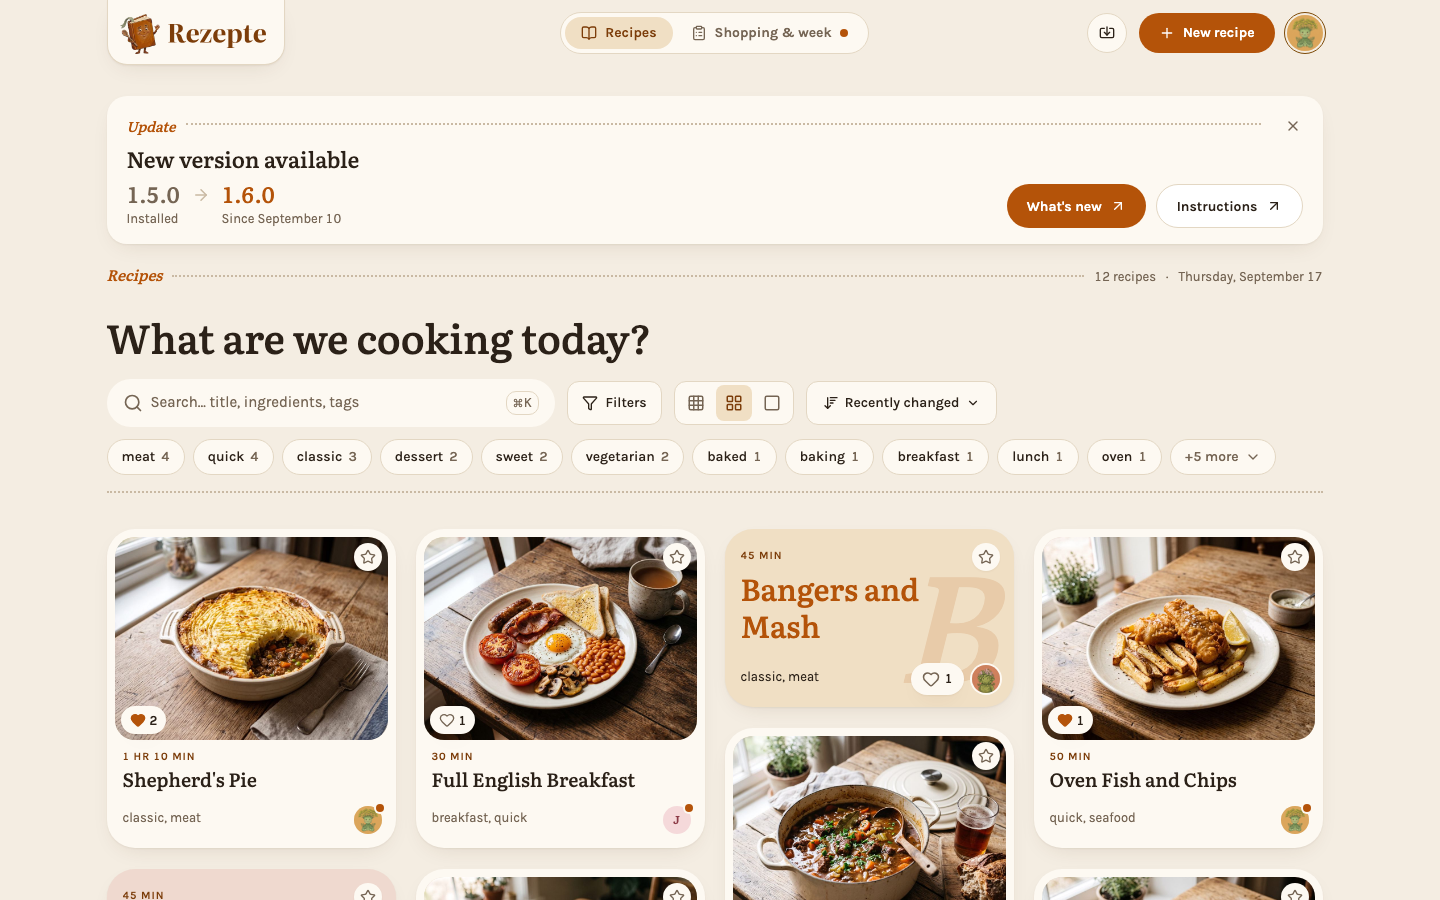 Rezepte
Recipes
Shopping & week
New recipe
Update
New version available
1.5.0 → 1.6.0
Installed
Since September 10
What's new
Instructions
Recipes
12 recipes · Thursday, September 17
What are we cooking today?
Search... title, ingredients, tags
⌘K
Filters
Recently changed
meat 4
quick 4
classic 3
dessert 2
sweet 2
vegetarian 2
baked 1
baking 1
breakfast 1
lunch 1
oven 1
+5 more
2
1 HR 10 MIN
Shepherd's Pie
classic, meat
1
30 MIN
Full English Breakfast
breakfast, quick
J
45 MIN
Bangers and
Mash
B
classic, meat
1
1
50 MIN
Oven Fish and Chips
quick, seafood
45 MIN